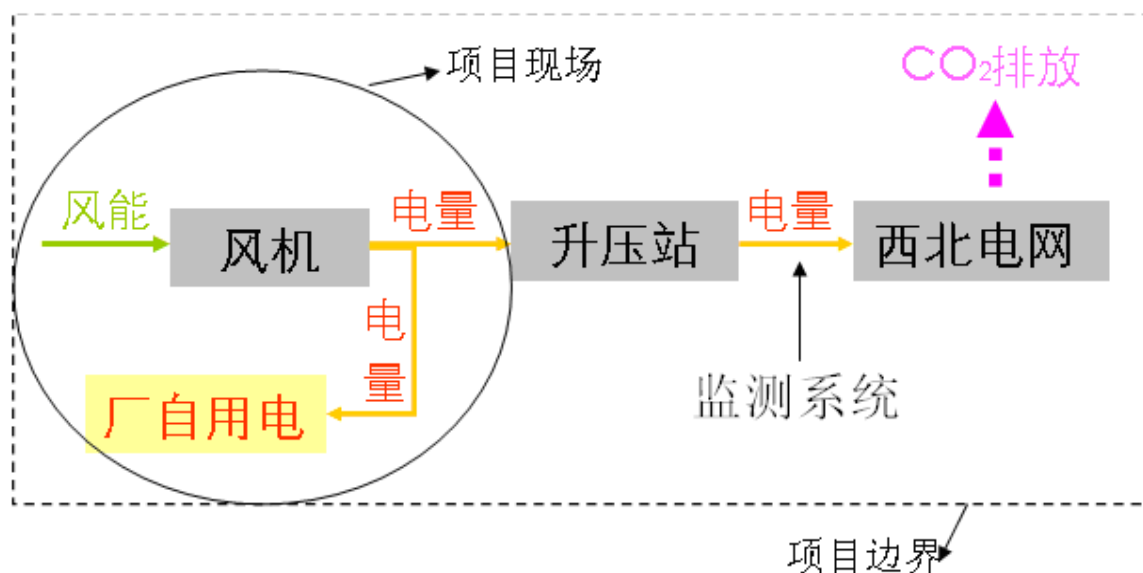 项目现场
CO₂排放
风能
电量
电量
风机
升压站
西北电网
电
量
厂自用电
监测系统
项目边界